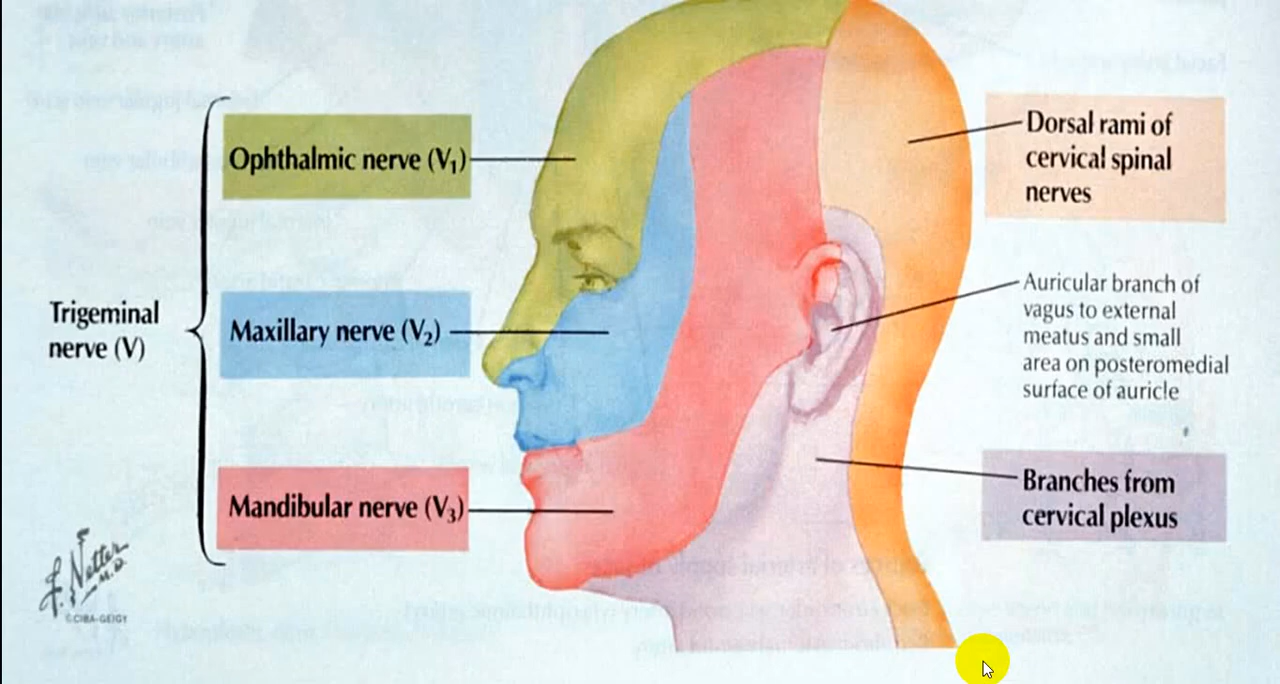 Ophthalmic nerve (V₁)
Trigeminal
nerve (V)
Maxillary nerve (V₂)
Mandibular nerve (V₃)
Dorsal rami of
cervical spinal
nerves
Auricular branch of
vagus to external
meatus and small
area on posteromedial
surface of auricle
Branches from
cervical plexus
F. Netter
M.D.
©CIBA-GEIGY